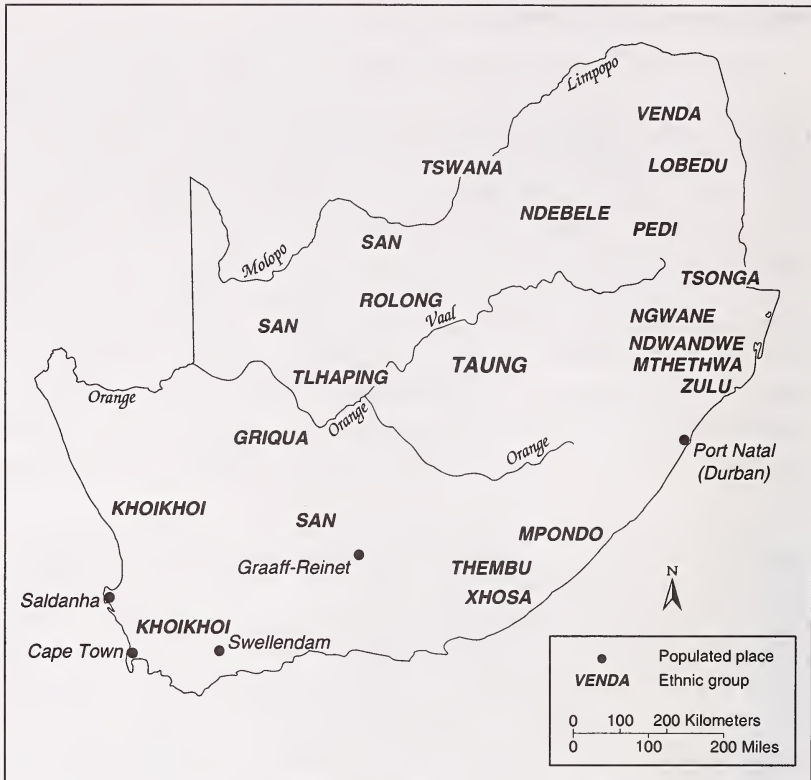 Limpopo
VENDA
TSWANA
LOBEDU
NDEBELE
PEDI
SAN
Molopo
TSONGA
ROLONG
NGWANE
Vaal
SAN
NDWANDWE
TAUNG
MTHETHWA
TLHAPING
ZULU
Orange
Orange
GRIQUA
Orange
Port Natal
(Durban)
KHOIKHOI
SAN
MPONDO
Graaff-Reinet
THEMBU
N
Saldanha
XHOSA
KHOIKHOI
Swellendam
Cape Town
Populated place
VENDA Ethnic group
0 100 200 Kilometers
0 100 200 Miles